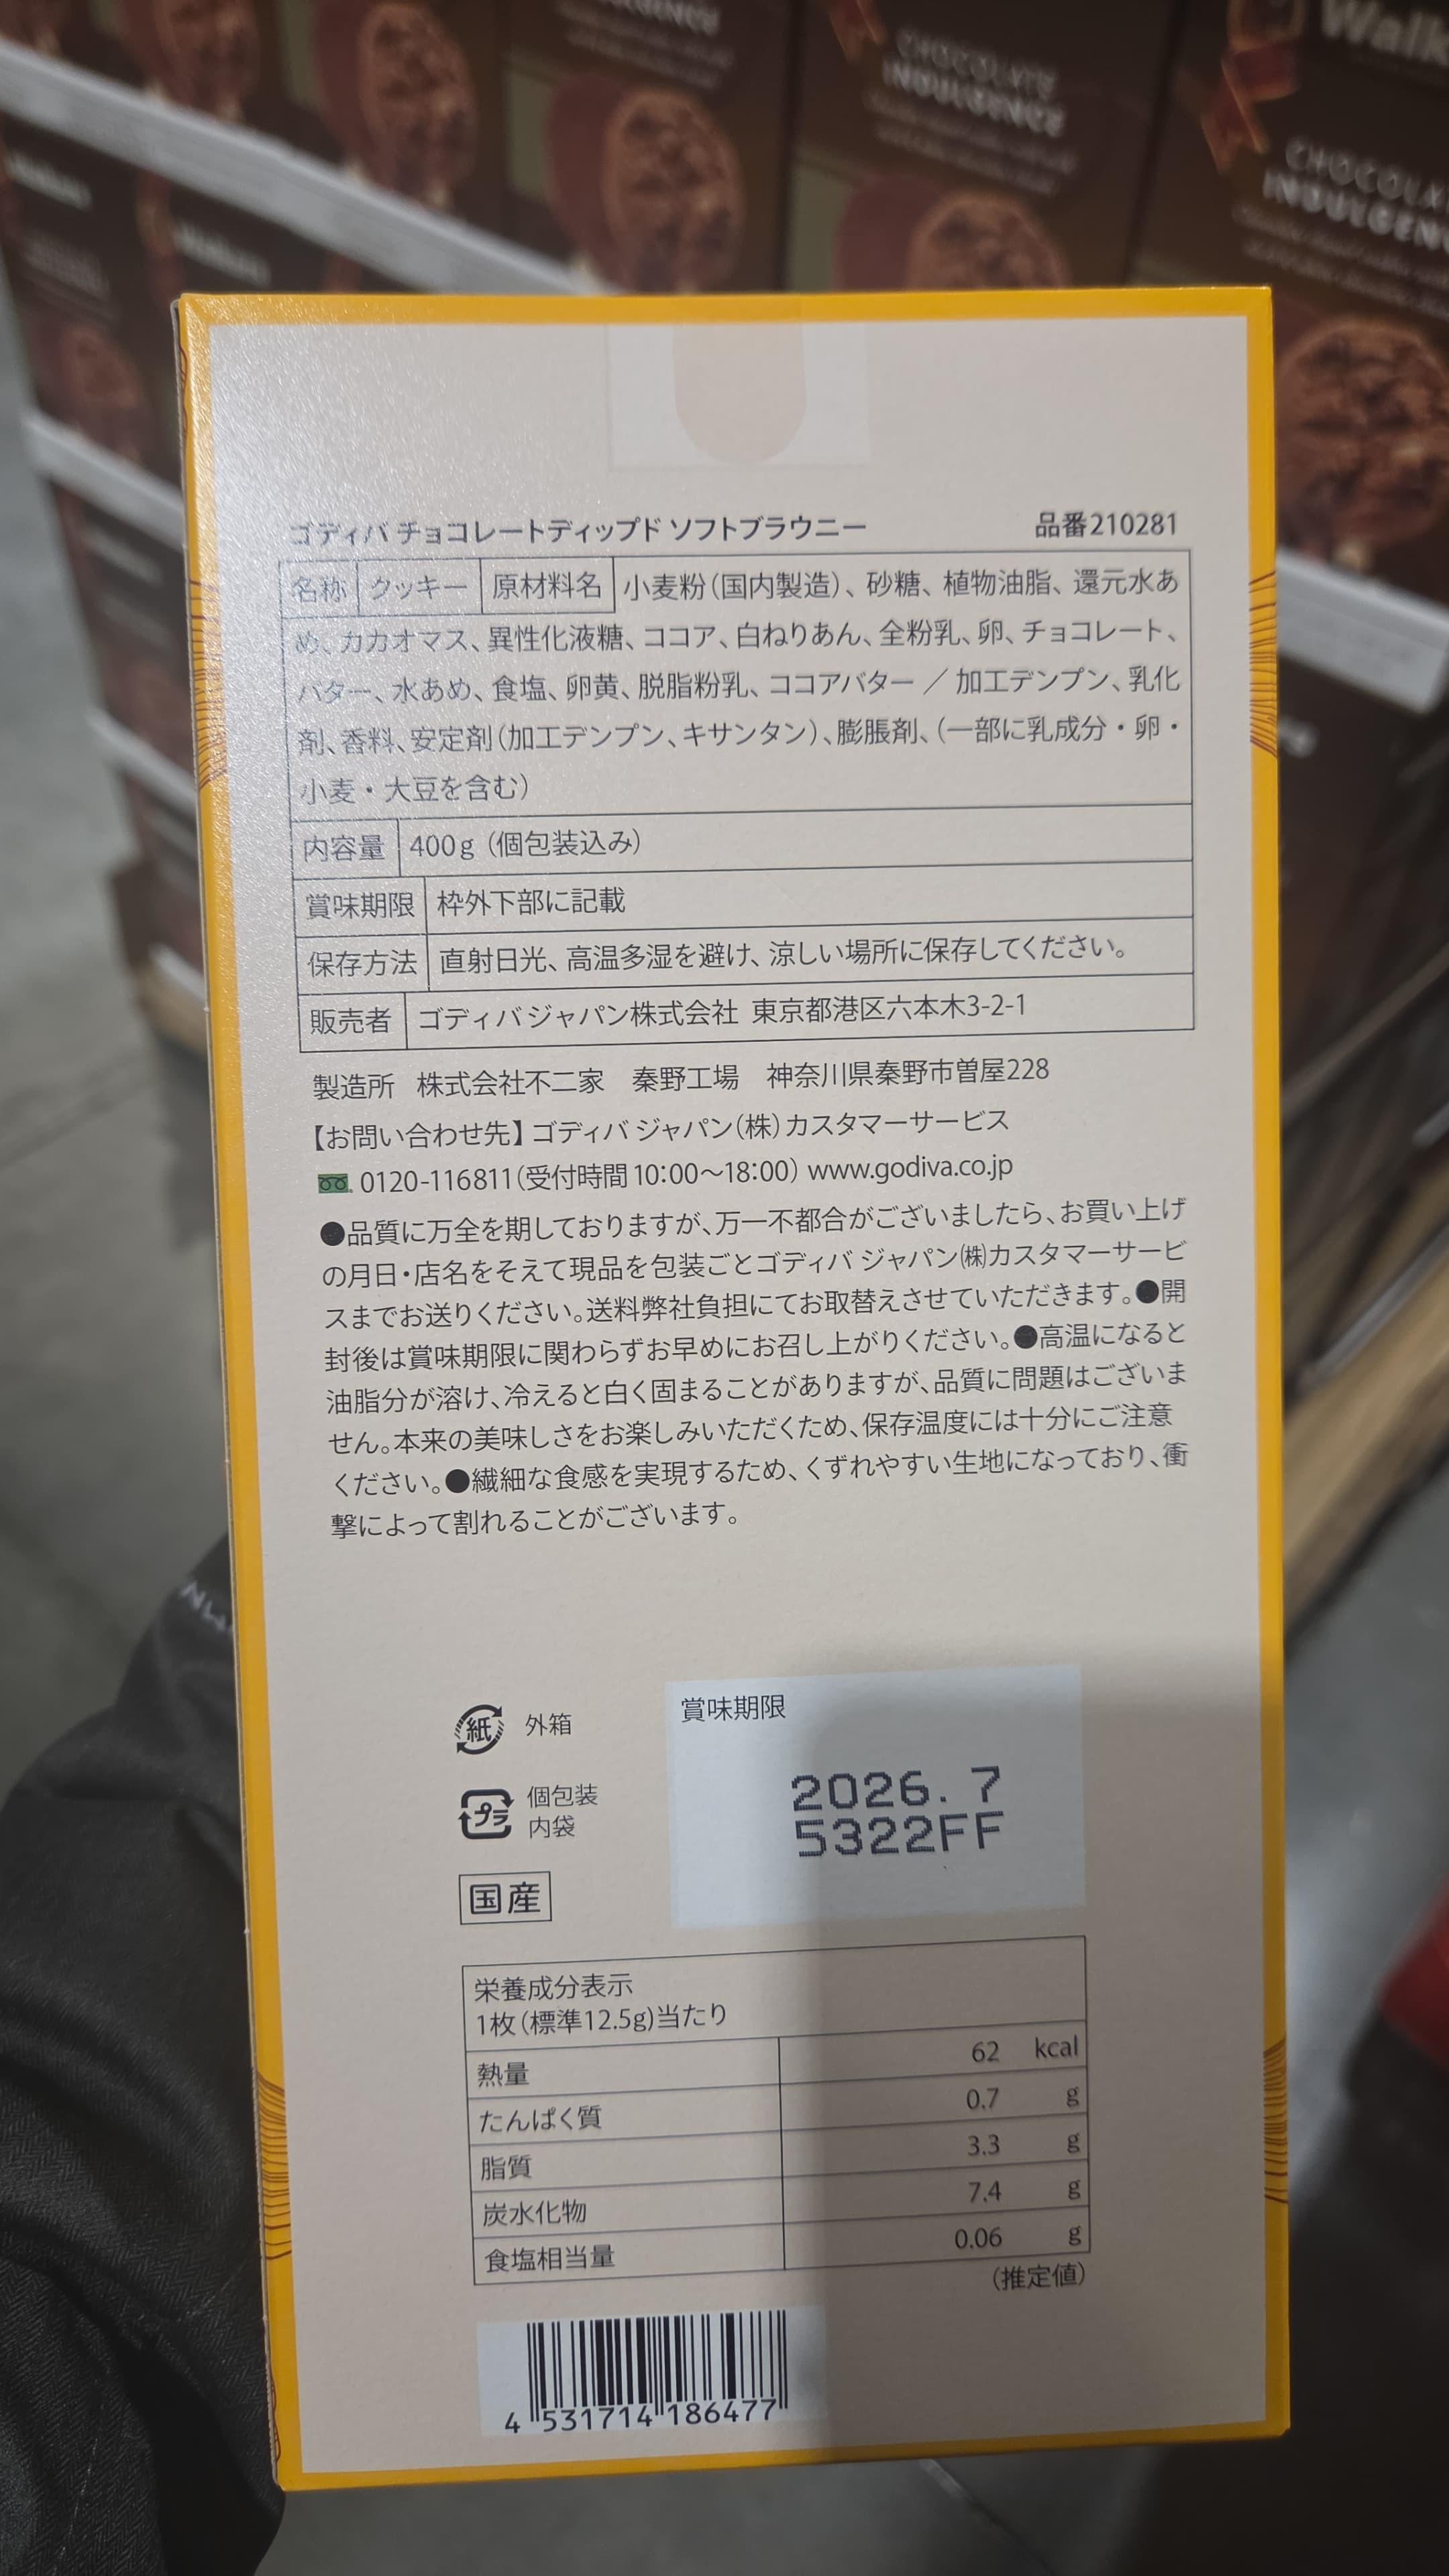 INDULGENCE
CHOCOLATE
INDULGENCE
Walk
CHOCOLA
INDULGEN
ゴディバ チョコレートディップド ソフトブラウニー 品番210281
名称 クッキー 原材料名 小麦粉(国内製造)、砂糖、植物油脂、還元水あ
め、カカオマス、異性化液糖、ココア、白ねりあん、全粉乳、卵、チョコレート、
バター、水あめ、食塩、卵黄、脱脂粉乳、ココアバター / 加工デンプン、乳化
剤、香料、安定剤(加工デンプン、キサンタン)、膨脹剤、(一部に乳成分・卵・
小麦・大豆を含む)
内容量 400g (個包装込み)
賞味期限 枠外下部に記載
保存方法 直射日光、高温多湿を避け、涼しい場所に保存してください。
販売者 ゴディバ ジャパン株式会社 東京都港区六本木3-2-1
製造所 株式会社不二家 秦野工場 神奈川県秦野市曽屋228
【お問い合わせ先】ゴディバ ジャパン(株)カスタマーサービス
0120-116811(受付時間10:00〜18:00) www.godiva.co.jp
●品質に万全を期しておりますが、万一不都合がございましたら、お買い上げ
の月日・店名をそえて現品を包装ごとゴディバ ジャパン㈱カスタマーサービ
スまでお送りください。送料弊社負担にてお取替えさせていただきます。●開
封後は賞味期限に関わらずお早めにお召し上がりください。●高温になると
油脂分が溶け、冷えると白く固まることがありますが、品質に問題はございま
せん。本来の美味しさをお楽しみいただくため、保存温度には十分にご注意
ください。●繊細な食感を実現するため、くずれやすい生地になっており、衝
撃によって割れることがございます。
紙 外箱
プラ 個包装
内袋
国産
賞味期限
2026. 7
5322FF
栄養成分表示
1枚(標準12.5g)当たり
熱量 62 kcal
たんぱく質 0.7 g
脂質 3.3 g
炭水化物 7.4 g
食塩相当量 0.06 g
(推定値)
4 531714 186477